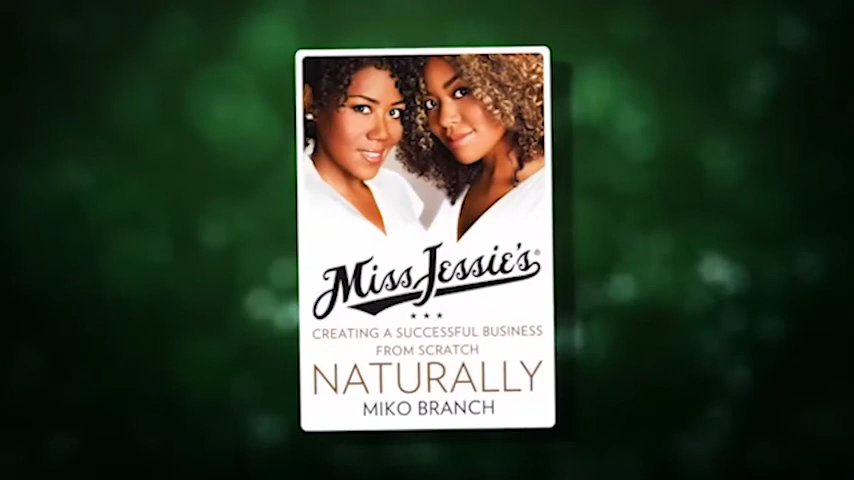 Miss Jessie's®
CREATING A SUCCESSFUL BUSINESS
FROM SCRATCH
NATURALLY
MIKO BRANCH